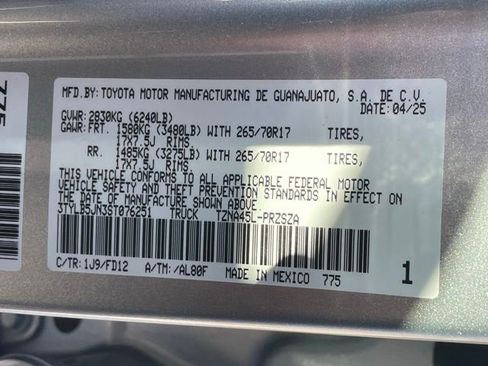 MFD.BY: TOYOTA MOTOR MANUFACTURING DE GUANAJUATO, S.A. DE C.V.
DATE: 04/25
GVWR: 2830KG (6240LB)
GAWR: FRT. 1580KG (3480LB) WITH 265/70R17 TIRES,
17X7.5J RIMS
RR. 1485KG (3275LB) WITH 265/70R17 TIRES,
17X7.5J RIMS
THIS VEHICLE CONFORMS TO ALL APPLICABLE FEDERAL MOTOR
VEHICLE SAFETY AND THEFT PREVENTION STANDARDS IN EFFECT ON
THE DATE OF MANUFACTURE SHOWN ABOVE.
3TYLB5JN3ST076251 TRUCK TZNA45L-PRZSZA
C/TR: 1J9/FD12 A/TM: /AL80F MADE IN MEXICO 775 1
775